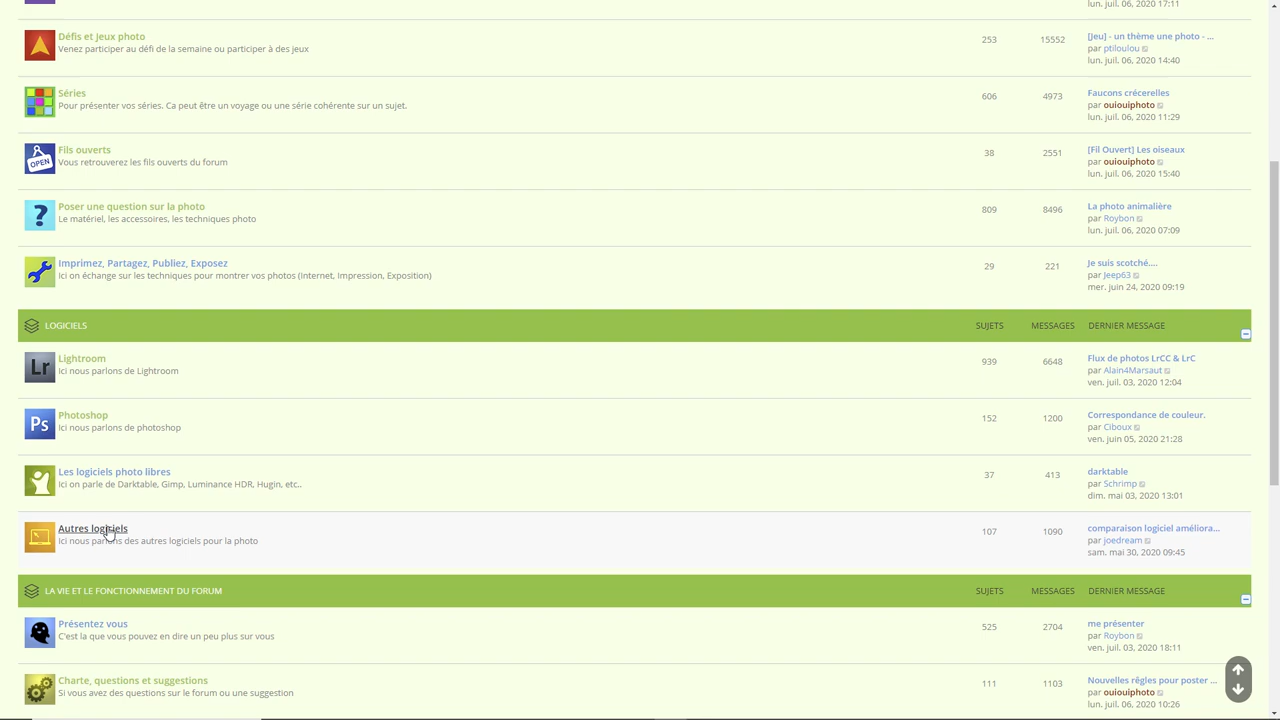 lun. juil. 06, 2020 17:11
Défis et Jeux photo
Venez participer au défi de la semaine ou participer à des jeux
253
15552
[Jeu] - un thème une photo - ...
par ptiloulou
lun. juil. 06, 2020 14:40
Séries
Pour présenter vos séries. Ca peut être un voyage ou une série cohérente sur un sujet.
606
4973
Faucons crécerelles
par ouiouiphoto
lun. juil. 06, 2020 11:29
OPEN
Fils ouverts
Vous retrouverez les fils ouverts du forum
38
2551
[Fil Ouvert] Les oiseaux
par ouiouiphoto
lun. juil. 06, 2020 15:40
?
Poser une question sur la photo
Le matériel, les accessoires, les techniques photo
809
8496
La photo animalière
par Roybon
lun. juil. 06, 2020 07:09
Imprimez, Partagez, Publiez, Exposez
Ici on échange sur les techniques pour montrer vos photos (Internet, Impression, Exposition)
29
221
Je suis scotché....
par Jeep63
mer. juin 24, 2020 09:19
LOGICIELS SUJETS MESSAGES DERNIER MESSAGE
Lr
Lightroom
Ici nous parlons de Lightroom
939
6648
Flux de photos LrCC & LrC
par Alain4Marsaut
ven. juil. 03, 2020 12:04
Ps
Photoshop
Ici nous parlons de photoshop
152
1200
Correspondance de couleur.
par Ciboux
ven. juin 05, 2020 21:28
Les logiciels photo libres
Ici on parle de Darktable, Gimp, Luminance HDR, Hugin, etc..
37
413
darktable
par Schrimp
dim. mai 03, 2020 13:01
Autres logiciels
Ici nous parlons des autres logiciels pour la photo
107
1090
comparaison logiciel améliora...
par joedream
sam. mai 30, 2020 09:45
LA VIE ET LE FONCTIONNEMENT DU FORUM SUJETS MESSAGES DERNIER MESSAGE
Présentez vous
C'est la que vous pouvez en dire un peu plus sur vous
525
2704
me présenter
par Roybon
ven. juil. 03, 2020 18:11
Charte, questions et suggestions
Si vous avez des questions sur le forum ou une suggestion
111
1103
Nouvelles rêgles pour poster ...
par ouiouiphoto
lun. juil. 06, 2020 10:26